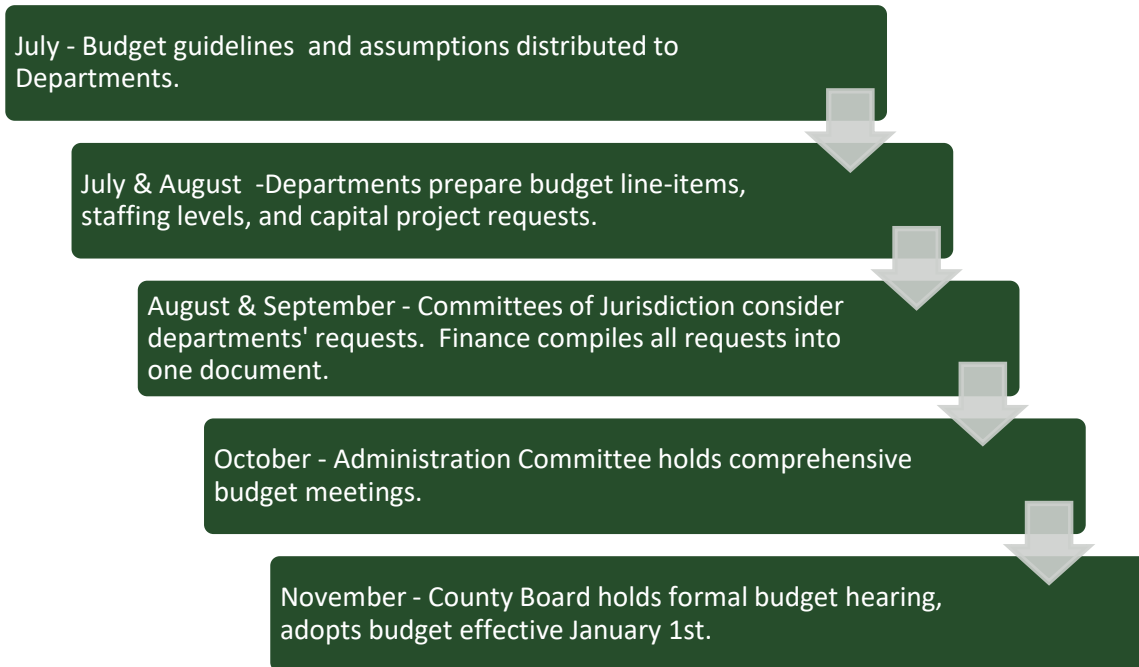 July - Budget guidelines  and assumptions distributed to
Departments.
July & August  -Departments prepare budget line-items,
staffing levels, and capital project requests.
August & September - Committees of Jurisdiction consider
departments' requests.  Finance compiles all requests into
one document.
October - Administration Committee holds comprehensive
budget meetings.
November - County Board holds formal budget hearing,
adopts budget effective January 1st.